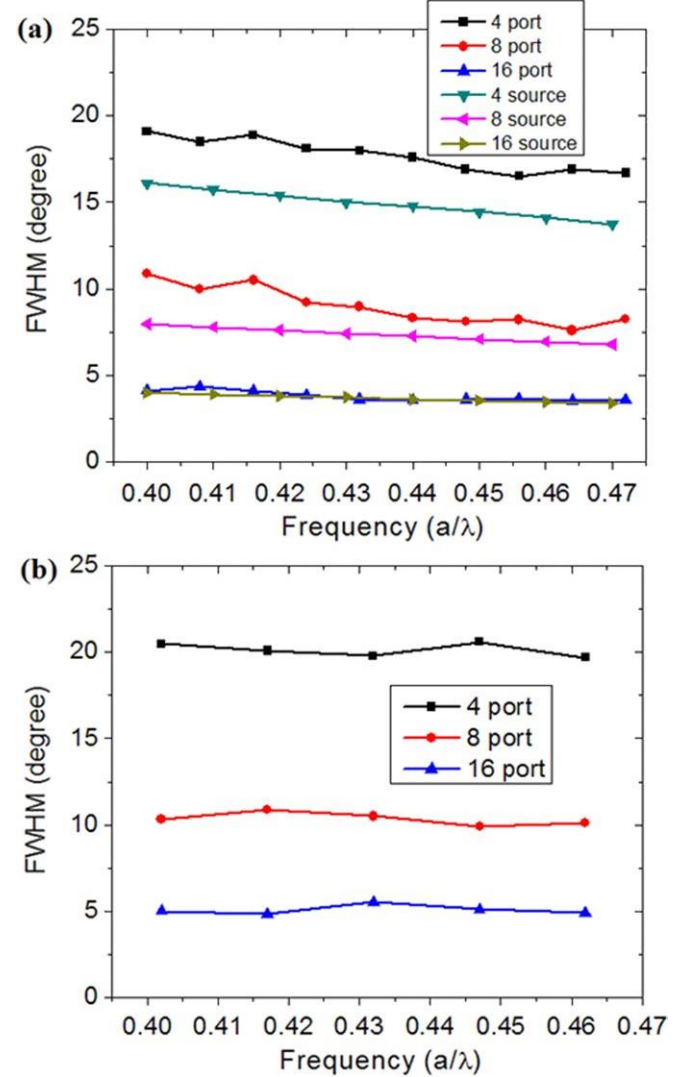 (a)
4 port
8 port
16 port
4 source
8 source
16 source
25
20
15
10
5
0
FWHM (degree)
0.40 0.41 0.42 0.43 0.44 0.45 0.46 0.47
Frequency (a/λ)
(b)
25
20
15
10
5
0
FWHM (degree)
4 port
8 port
16 port
0.40 0.41 0.42 0.43 0.44 0.45 0.46 0.47
Frequency (a/λ)